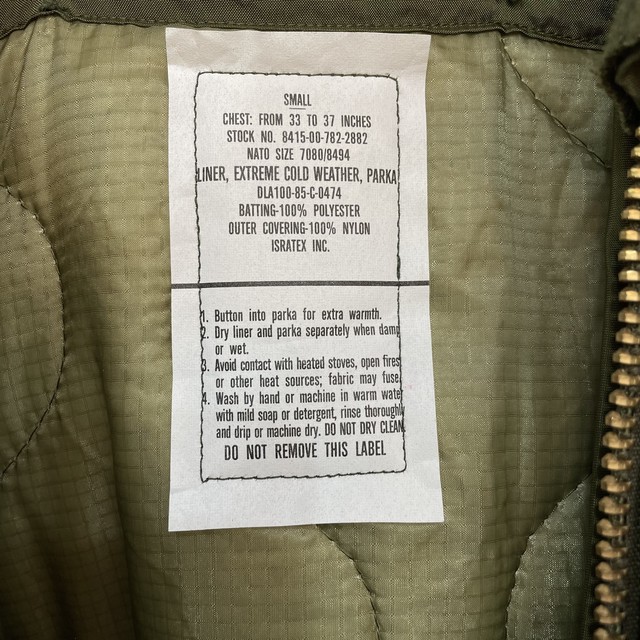 SMALL
CHEST: FROM 33 TO 37 INCHES
STOCK NO. 8415-00-782-2882
NATO SIZE 7080/8494
LINER, EXTREME COLD WEATHER, PARKA
DLA100-85-C-0474
BATTING-100% POLYESTER
OUTER COVERING-100% NYLON
ISRATEX INC.
1. Button into parka for extra warmth.
2. Dry liner and parka separately when damp
or wet.
3. Avoid contact with heated stoves, open fires
or other heat sources; fabric may fuse.
4. Wash by hand or machine in warm water
with mild soap or detergent, rinse thoroughly
and drip or machine dry. DO NOT DRY CLEAN.
DO NOT REMOVE THIS LABEL